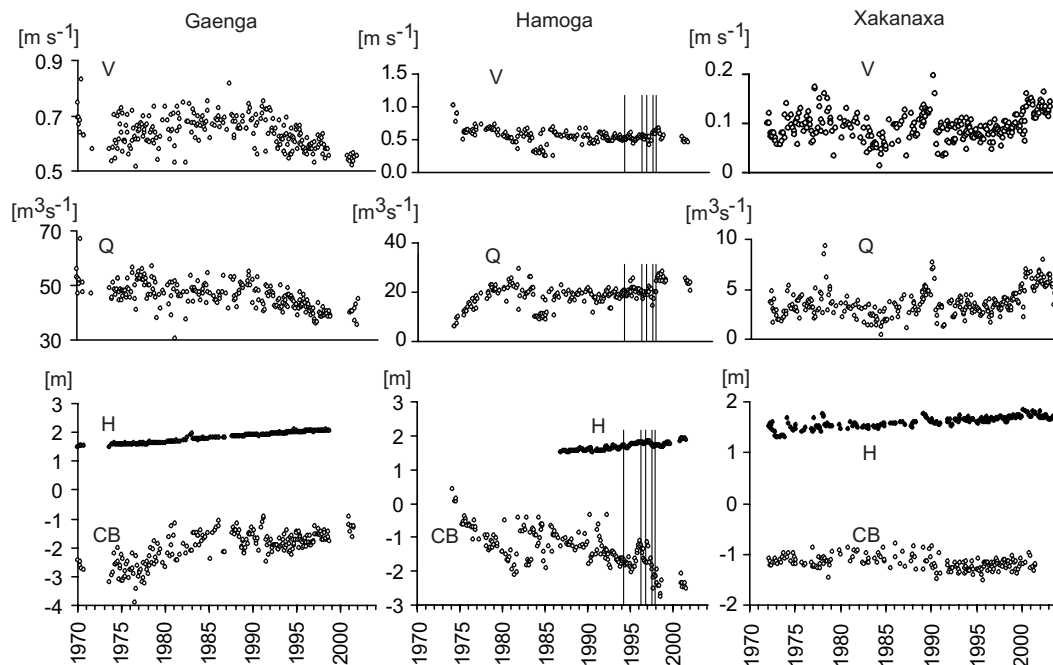 Gaenga
Hamoga
Xakanaxa
[m s-1]
0.9
0.7
0.5
V
[m s-1]
1.5
1.0
0.5
0.0
V
[m s-1]
0.2
0.1
0
V
[m3s-1]
70
50
30
Q
[m3s-1]
40
20
0
Q
[m3s-1]
10
5
0
Q
[m]
3
2
1
0
-1
-2
-3
-4
H
CB
1970
1975
1980
1985
1990
1995
2000
[m]
3
2
1
0
-1
-2
-3
H
CB
1970
1975
1980
1985
1990
1995
2000
[m]
2
1
0
-1
-2
H
CB
1970
1975
1980
1985
1990
1995
2000